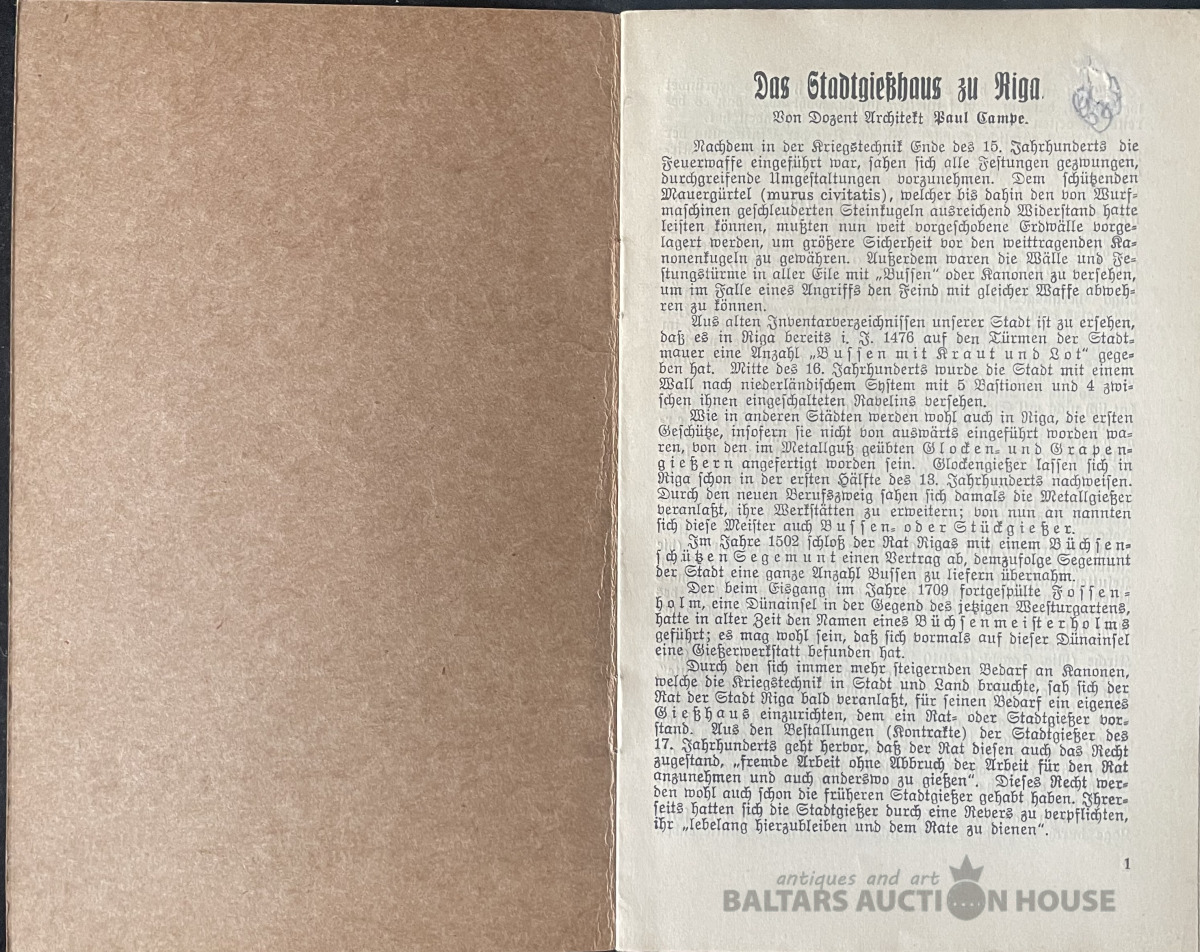 Das Stadtgießhaus zu Riga.
Von Dozent Architekt Paul Campe.
Nachdem in der Kriegstechnik Ende des 15. Jahrhunderts die
Feuerwaffe eingeführt war, sahen sich alle Festungen gezwungen,
durchgreifende Umgestaltungen vorzunehmen. Dem schützenden
Mauergürtel (murus civitatis), welcher bis dahin den von Wurf-
maschinen geschleuderten Steinkugeln ausreichend Widerstand hatte
leisten können, mußten nun weit vorgeschobene Erdwälle vorge-
lagert werden, um größere Sicherheit vor den weittragenden Ka-
nonenkugeln zu gewähren. Außerdem waren die Wälle und Fe-
stungstürme in aller Eile mit „Bussen“ oder Kanonen zu versehen,
um im Falle eines Angriffs den Feind mit gleicher Waffe abweh-
ren zu können.
Aus alten Inventarverzeichnissen unserer Stadt ist zu ersehen,
daß es in Riga bereits i. J. 1476 auf den Türmen der Stadt-
mauer eine Anzahl „Bussen mit Kraut und Lot“ gege-
ben hat. Mitte des 16. Jahrhunderts wurde die Stadt mit einem
Wall nach niederländischem System mit 5 Bastionen und 4 zwi-
schen ihnen eingeschalteten Ravelins versehen.
Wie in anderen Städten werden wohl auch in Riga, die ersten
Geschütze, insofern sie nicht von auswärts eingeführt worden wa-
ren, von den im Metallguß geübten Glocken- und Grapen-
gießern angefertigt worden sein. Glockengießer lassen sich in
Riga schon in der ersten Hälfte des 13. Jahrhunderts nachweisen.
Durch den neuen Berufszweig sahen sich damals die Metallgießer
veranlaßt, ihre Werkstätten zu erweitern; von nun an nannten
sich diese Meister auch Bussen- oder Stückgießer.
Im Jahre 1502 schloß der Rat Rigas mit einem Büchsen-
schützen Segemunt einen Vertrag ab, demzufolge Segemunt
der Stadt eine ganze Anzahl Bussen zu liefern übernahm.
Der beim Eisgang im Jahre 1709 fortgespülte Fossen-
holm, eine Dünainsel in der Gegend des jetzigen Weesturgartens,
hatte in alter Zeit den Namen eines Büchsenmeisterholms
geführt; es mag wohl sein, daß sich vormals auf dieser Dünainsel
eine Gießerwerkstatt befunden hat.
Durch den sich immer mehr steigernden Bedarf an Kanonen,
welche die Kriegstechnik in Stadt und Land brauchte, sah sich der
Rat der Stadt Riga bald veranlaßt, für seinen Bedarf ein eigenes
Gießhaus einzurichten, dem ein Rat- oder Stadtgießer vor-
stand. Aus den Bestallungen (Kontrakte) der Stadtgießer des
17. Jahrhunderts geht hervor, daß der Rat diesen auch das Recht
zugestand, „fremde Arbeit ohne Abbruch der Arbeit für den Rat
anzunehmen und auch anderswo zu gießen“. Dieses Recht wer-
den wohl auch schon die früheren Stadtgießer gehabt haben. Ihrer-
seits hatten sich die Stadtgießer durch eine Revers zu verpflichten,
ihr „lebelang hierzubleiben und dem Rate zu dienen“.
1
antiques and art
BALTARS AUCTION HOUSE